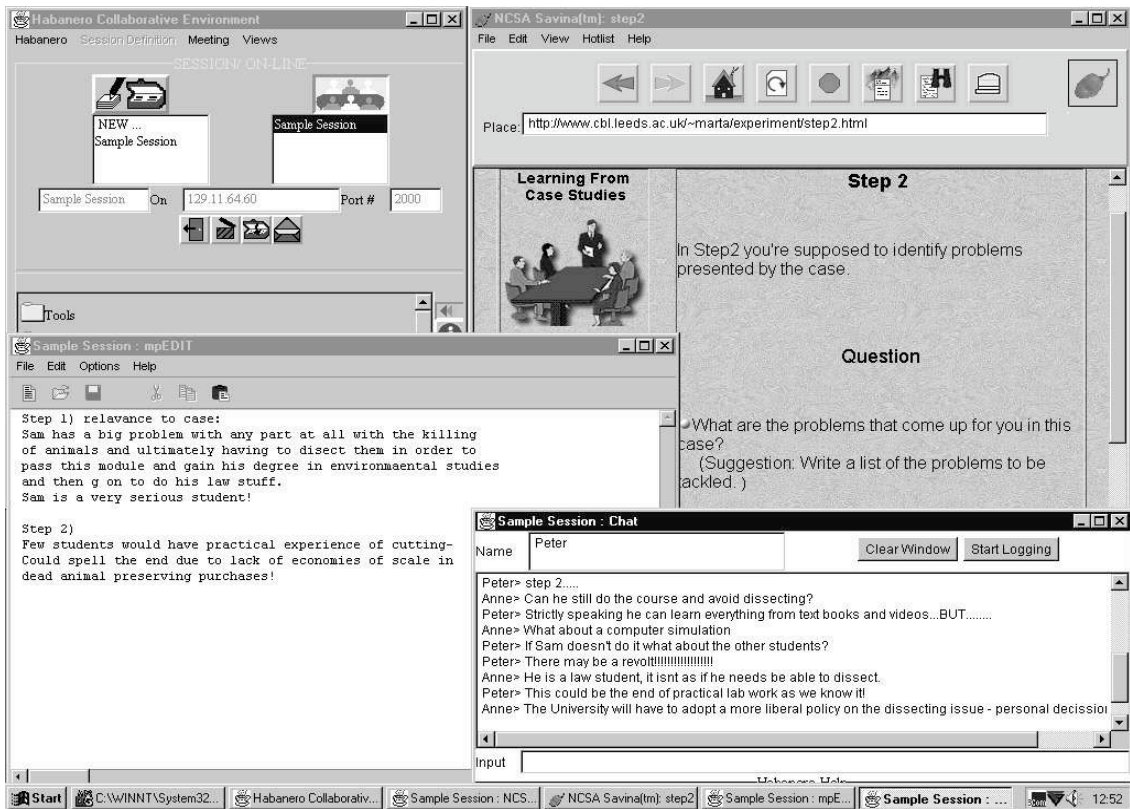 Habanero Collaborative Environment
Habanero Session Definition Meeting Views
SESSION/ ON-LINE
NEW ...
Sample Session
Sample Session
Sample Session On 129.11.64.60 Port # 2000
Tools
NCSA Savina(tm): step2
File Edit View Hotlist Help
Place: http://www.cbl.leeds.ac.uk/~marta/experiment/step2.html
Learning From
Case Studies
Step 2
In Step2 you're supposed to identify problems
presented by the case.
Question
What are the problems that come up for you in this
case?
(Suggestion: Write a list of the problems to be
tackled. )
Sample Session : mpEDIT
File Edit Options Help
Step 1) relavance to case:
Sam has a big problem with any part at all with the killing
of animals and ultimately having to disect them in order to
pass this module and gain his degree in environmaental studies
and then g on to do his law stuff.
Sam is a very serious student!
Step 2)
Few students would have practical experience of cutting-
Could spell the end due to lack of economies of scale in
dead animal preserving purchases!
Sample Session : Chat
Name Peter Clear Window Start Logging
Peter> step 2.....
Anne> Can he still do the course and avoid dissecting?
Peter> Strictly speaking he can learn everything from text books and videos...BUT........
Anne> What about a computer simulation
Peter> If Sam doesn't do it what about the other students?
Peter> There may be a revolt!!!!!!!!!!!!!!!!!!
Anne> He is a law student, it isnt as if he needs be able to dissect.
Peter> This could be the end of practical lab work as we know it!
Anne> The University will have to adopt a more liberal policy on the dissecting issue - personal decission
Input
Habanero Help
Start C:\WINNT\System32... Habanero Collaborativ... Sample Session : NCS... NCSA Savina(tm): step2 Sample Session : mpE... Sample Session : ... 12:52